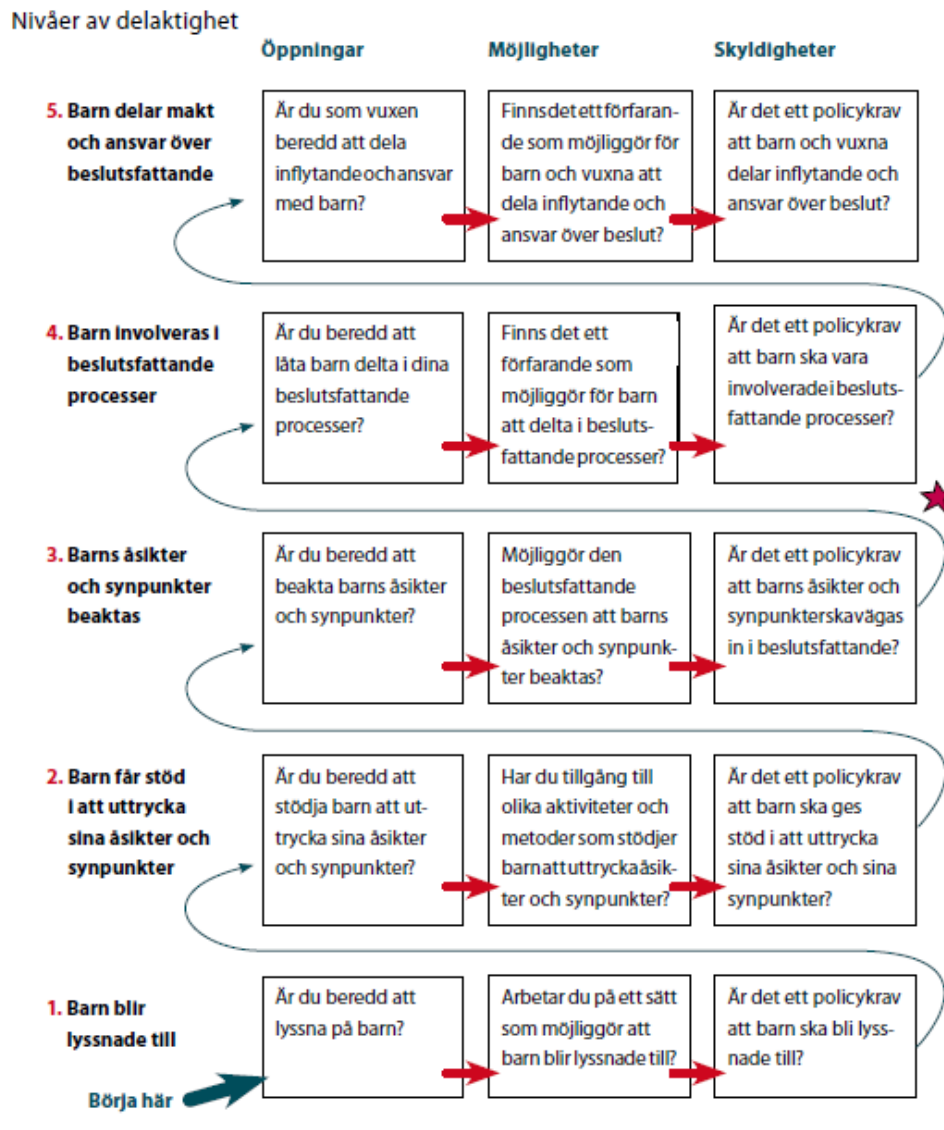 Nivåer av delaktighet
Öppningar
Möjligheter
Skyldigheter
5. Barn delar makt
och ansvar över
beslutsfattande
Är du som vuxen
beredd att dela
inflytande och ansvar
med barn?
Finns det ett förfaran-
de som möjliggör för
barn och vuxna att
dela inflytande och
ansvar över beslut?
Är det ett policykrav
att barn och vuxna
delar inflytande och
ansvar över beslut?
4. Barn involveras i
beslutsfattande
processer
Är du beredd att
låta barn delta i dina
beslutsfattande
processer?
Finns det ett
förfarande som
möjliggör för barn
att delta i besluts-
fattande processer?
Är det ett policykrav
att barn ska vara
involverade i besluts-
fattande processer?
3. Barns åsikter
och synpunkter
beaktas
Är du beredd att
beakta barns åsikter
och synpunkter?
Möjliggör den
beslutsfattande
processen att barns
åsikter och synpunk-
ter beaktas?
Är det ett policykrav
att barns åsikter och
synpunkter ska vägas
in i beslutsfattande?
2. Barn får stöd
i att uttrycka
sina åsikter och
synpunkter
Är du beredd att
stödja barn att ut-
trycka sina åsikter
och synpunkter?
Har du tillgång till
olika aktiviteter och
metoder som stödjer
barn att uttrycka åsik-
ter och synpunkter?
Är det ett policykrav
att barn ska ges
stöd i att uttrycka
sina åsikter och sina
synpunkter?
1. Barn blir
lyssnade till
Är du beredd att
lyssna på barn?
Arbetar du på ett sätt
som möjliggör att
barn blir lyssnade till?
Är det ett policykrav
att barn ska bli lyss-
nade till?
Börja här